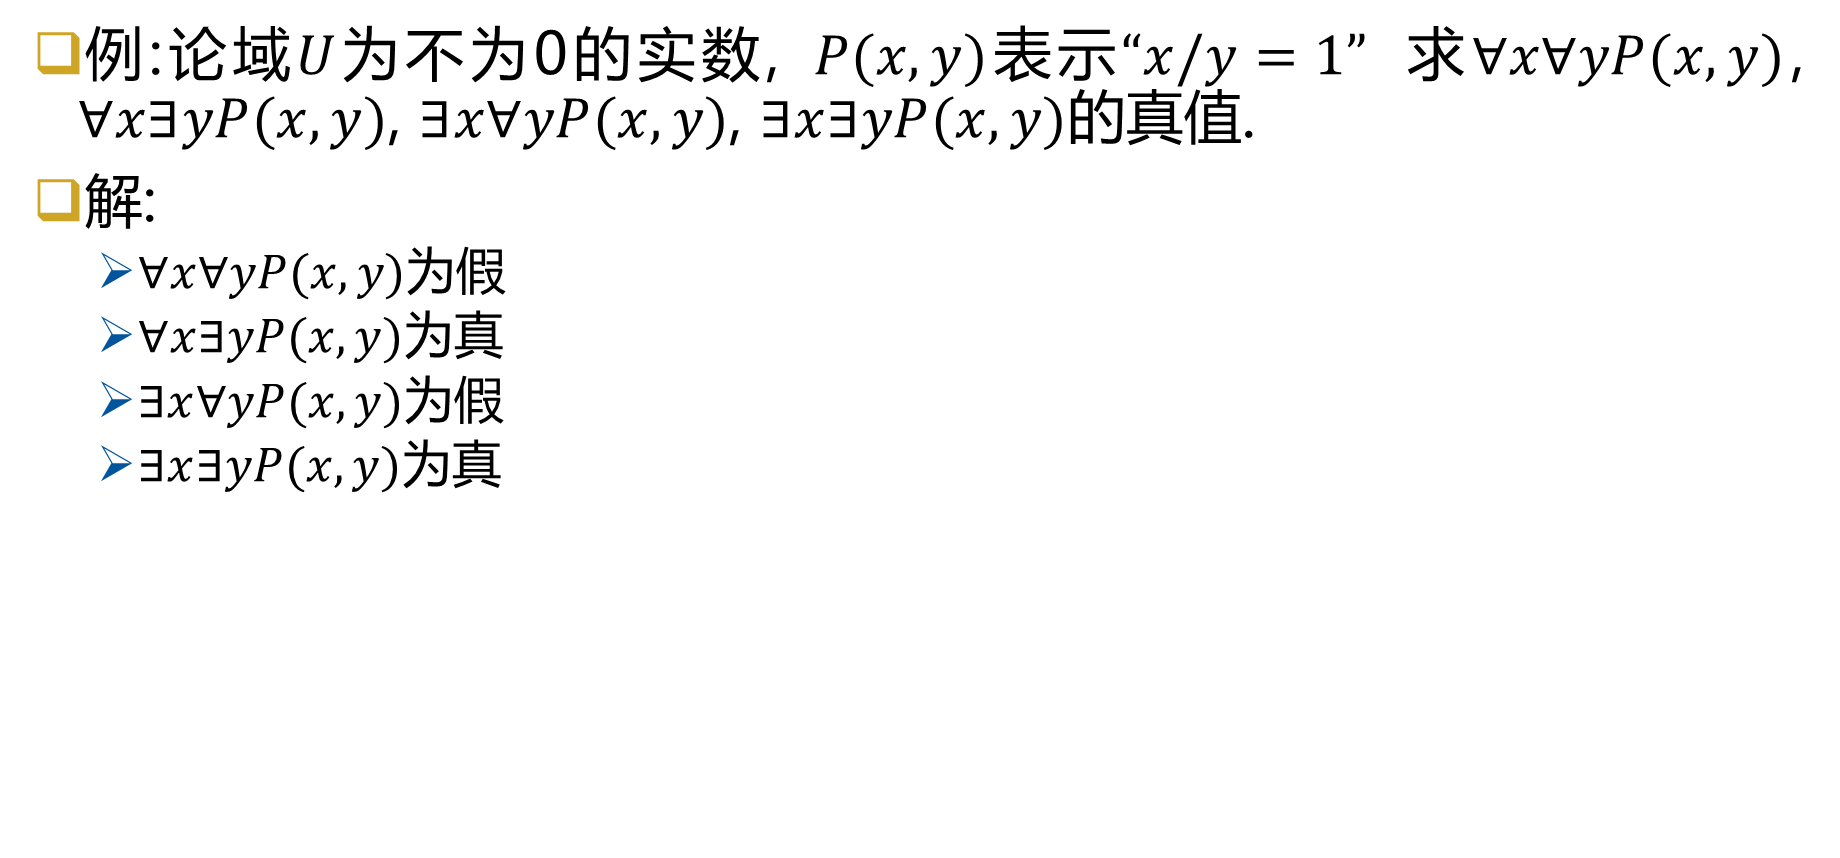 例:论域U为不为0的实数, P(x, y)表示“x/y = 1” 求∀x∀yP(x, y),
∀x∃yP(x, y), ∃x∀yP(x, y), ∃x∃yP(x, y)的真值.
解:
∀x∀yP(x, y)为假
∀x∃yP(x, y)为真
∃x∀yP(x, y)为假
∃x∃yP(x, y)为真